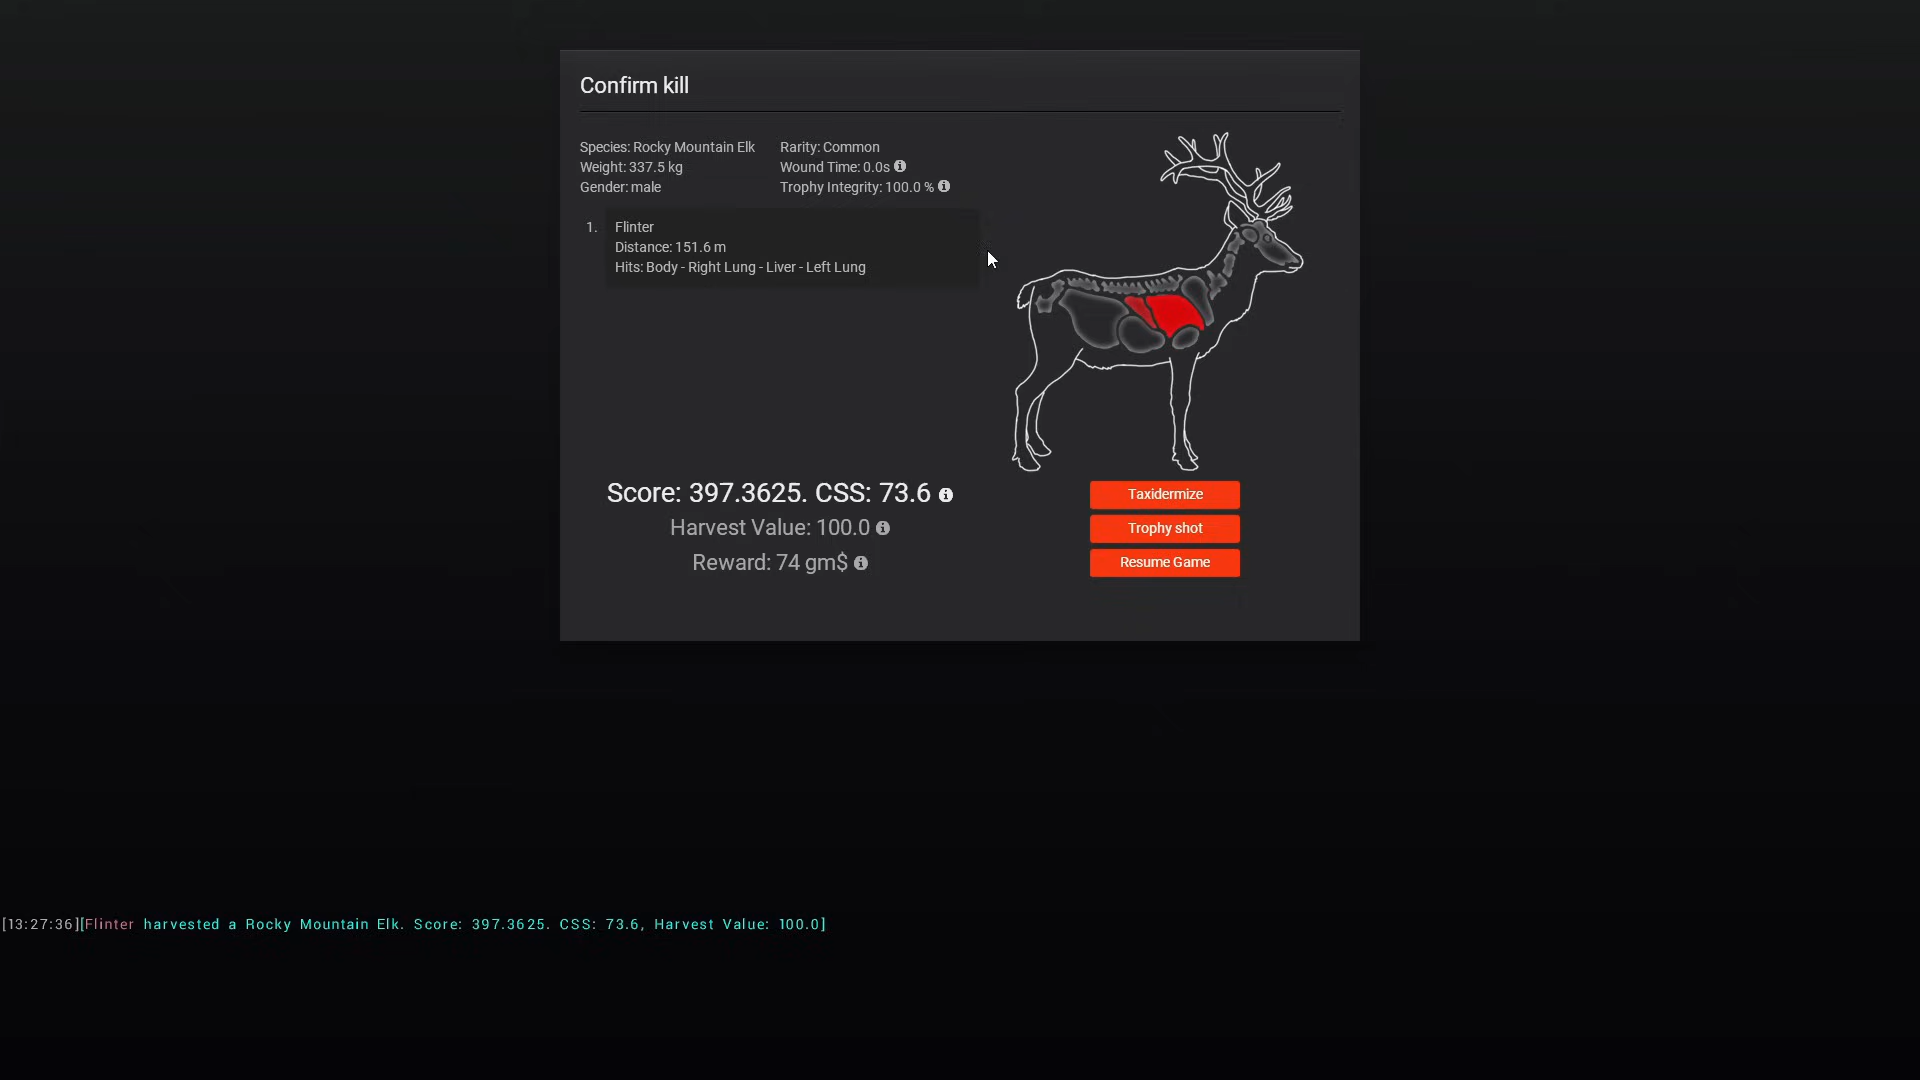 Confirm kill
Species: Rocky Mountain Elk
Weight: 337.5 kg
Gender: male
Rarity: Common
Wound Time: 0.0s
Trophy Integrity: 100.0 %
1. Flinter
Distance: 151.6 m
Hits: Body - Right Lung - Liver - Left Lung
Score: 397.3625. CSS: 73.6
Harvest Value: 100.0
Reward: 74 gm$
Taxidermize
Trophy shot
Resume Game
[13:27:36][Flinter harvested a Rocky Mountain Elk. Score: 397.3625. CSS: 73.6, Harvest Value: 100.0]